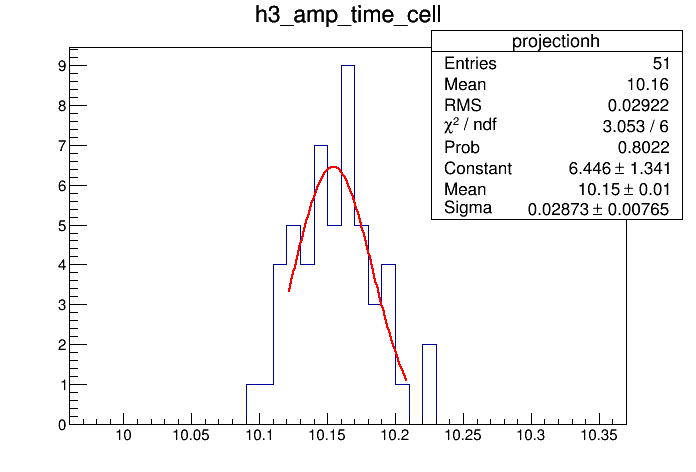 h3_amp_time_cell
projectionh
Entries 51
Mean 10.16
RMS 0.02922
χ² / ndf 3.053 / 6
Prob 0.8022
Constant 6.446 ± 1.341
Mean 10.15 ± 0.01
Sigma 0.02873 ± 0.00765
9
8
7
6
5
4
3
2
1
0
10 10.05 10.1 10.15 10.2 10.25 10.3 10.35